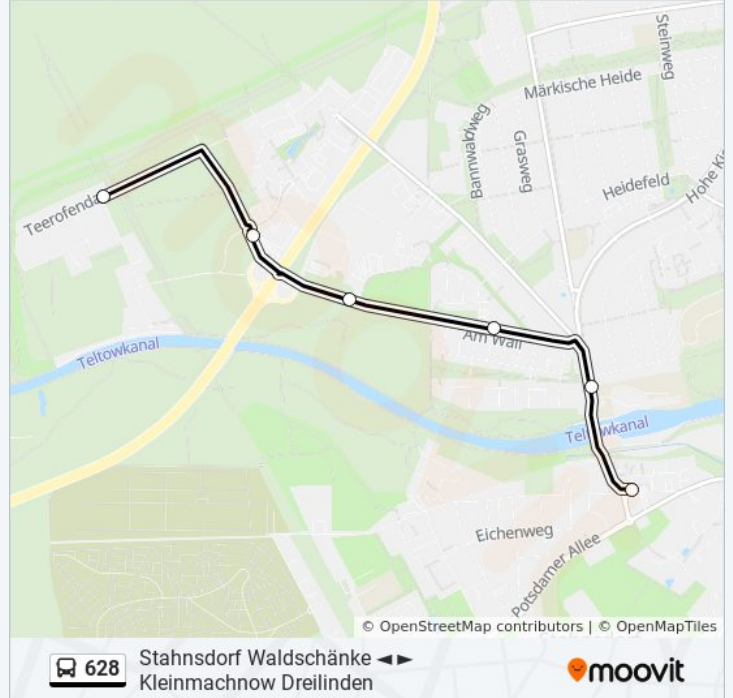 Steinweg
Märkische Heide
Bannwaldweg
Grasweg
Heidefeld
Hohe
Teerofenda
Am Wall
Teltowkanal
Teltowkanal
Eichenweg
Potsdamer Allee
© OpenStreetMap contributors | © OpenMapTiles
628
Stahnsdorf Waldschänke ◄ ►
Kleinmachnow Dreilinden
moovit